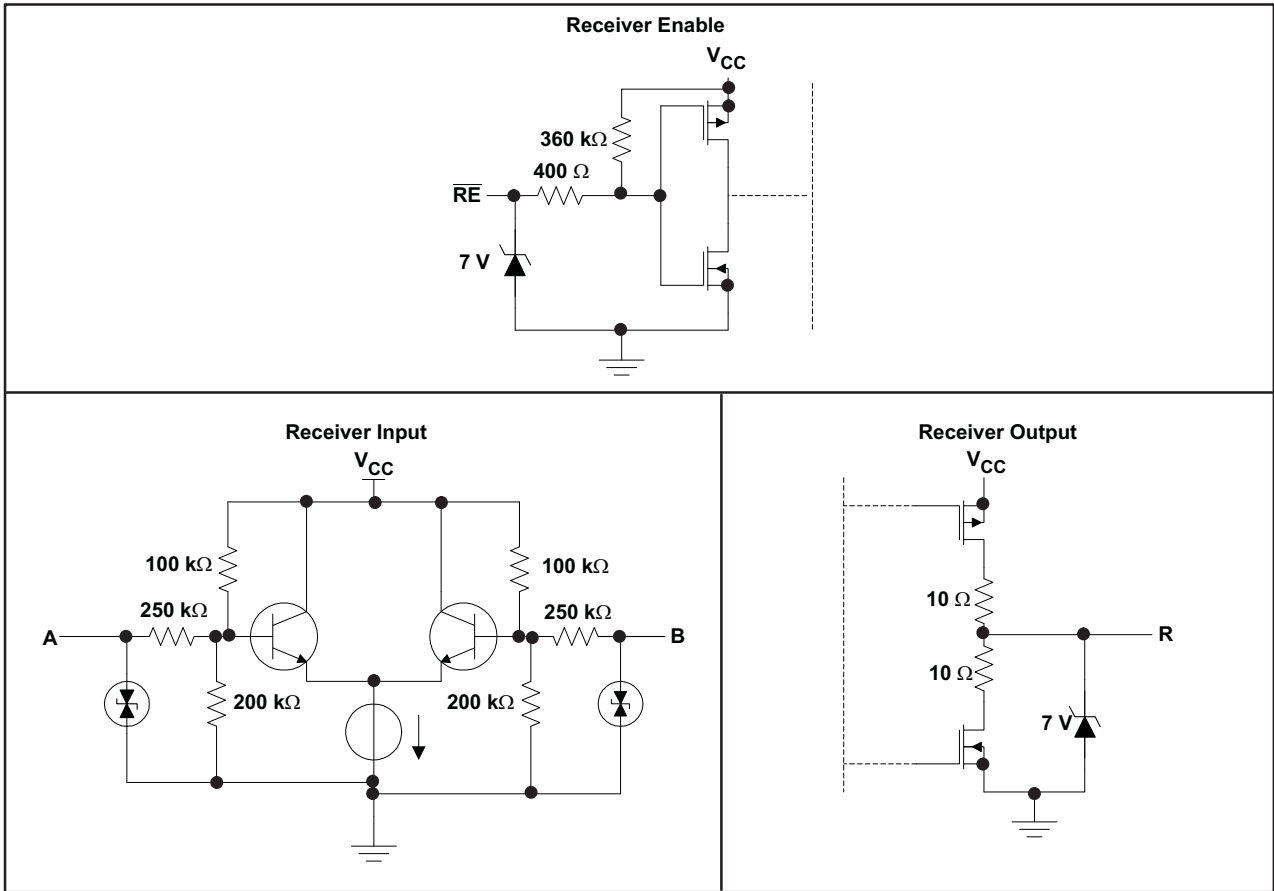 Receiver Enable
VCC
360 kΩ
400 Ω
R̅E̅
7 V
Receiver Input
VCC
100 kΩ
100 kΩ
250 kΩ
250 kΩ
A
B
200 kΩ
200 kΩ
Receiver Output
VCC
10 Ω
R
10 Ω
7 V